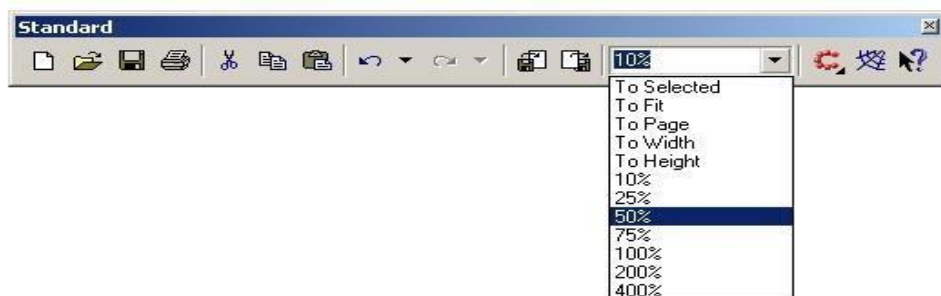 Standard
10%
To Selected
To Fit
To Page
To Width
To Height
10%
25%
50%
75%
100%
200%
400%